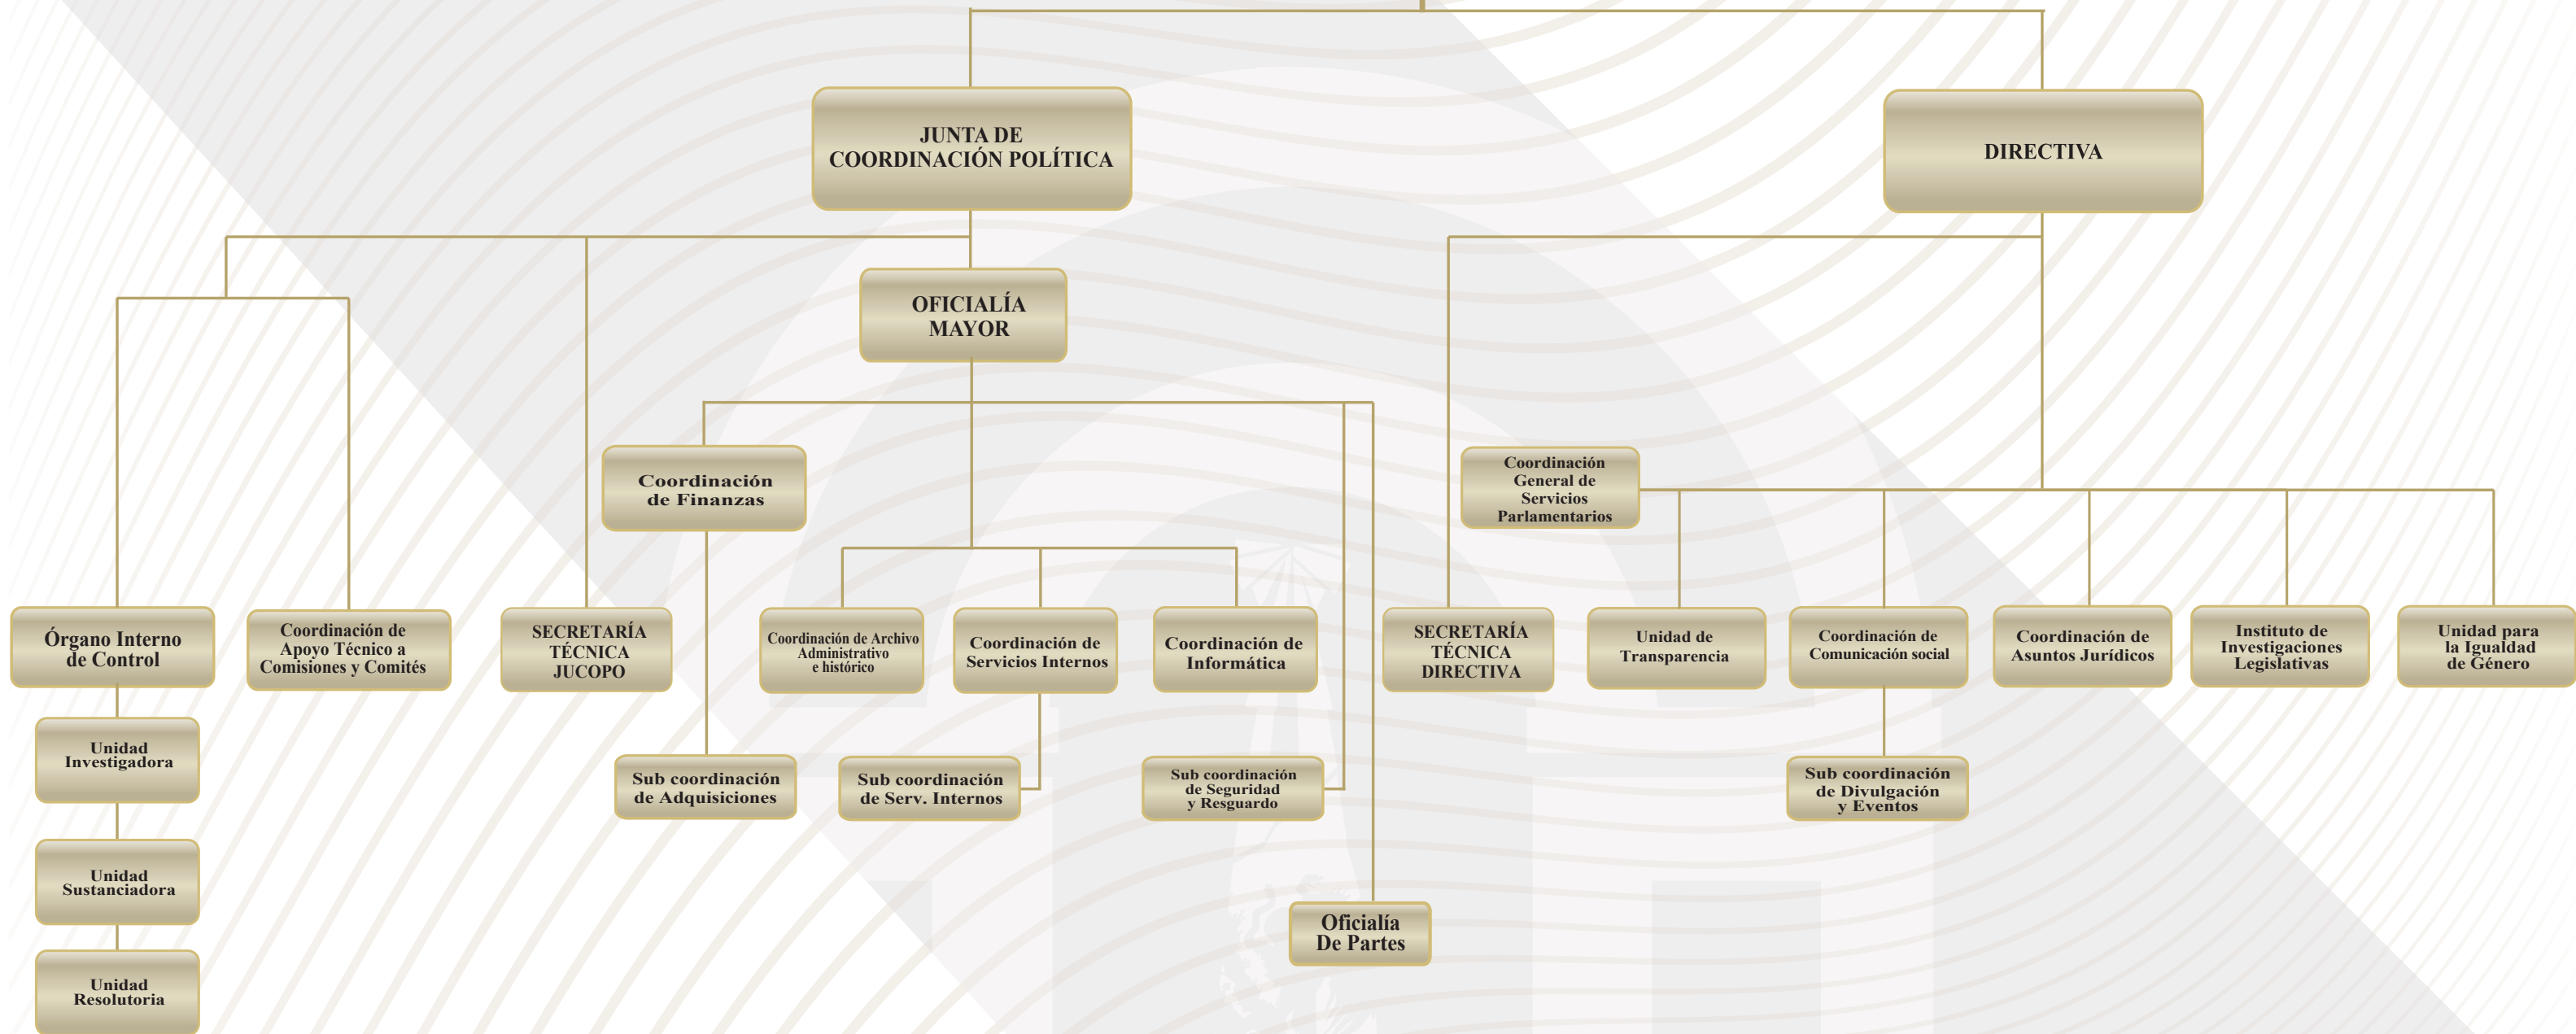 JUNTA DE
COORDINACIÓN POLÍTICA
DIRECTIVA
OFICIALÍA
MAYOR
Coordinación
de Finanzas
Coordinación
General de
Servicios
Parlamentarios
Órgano Interno
de Control
Coordinación de
Apoyo Técnico a
Comisiones y Comités
SECRETARÍA
TÉCNICA
JUCOPO
Coordinación de Archivo
Administrativo
e histórico
Coordinación de
Servicios Internos
Coordinación de
Informática
SECRETARÍA
TÉCNICA
DIRECTIVA
Unidad de
Transparencia
Coordinación de
Comunicación social
Coordinación de
Asuntos Jurídicos
Instituto de
Investigaciones
Legislativas
Unidad para
la Igualdad
de Género
Unidad
Investigadora
Sub coordinación
de Adquisiciones
Sub coordinación
de Serv. Internos
Sub coordinación
de Seguridad
y Resguardo
Sub coordinación
de Divulgación
y Eventos
Unidad
Sustanciadora
Oficialía
De Partes
Unidad
Resolutoria